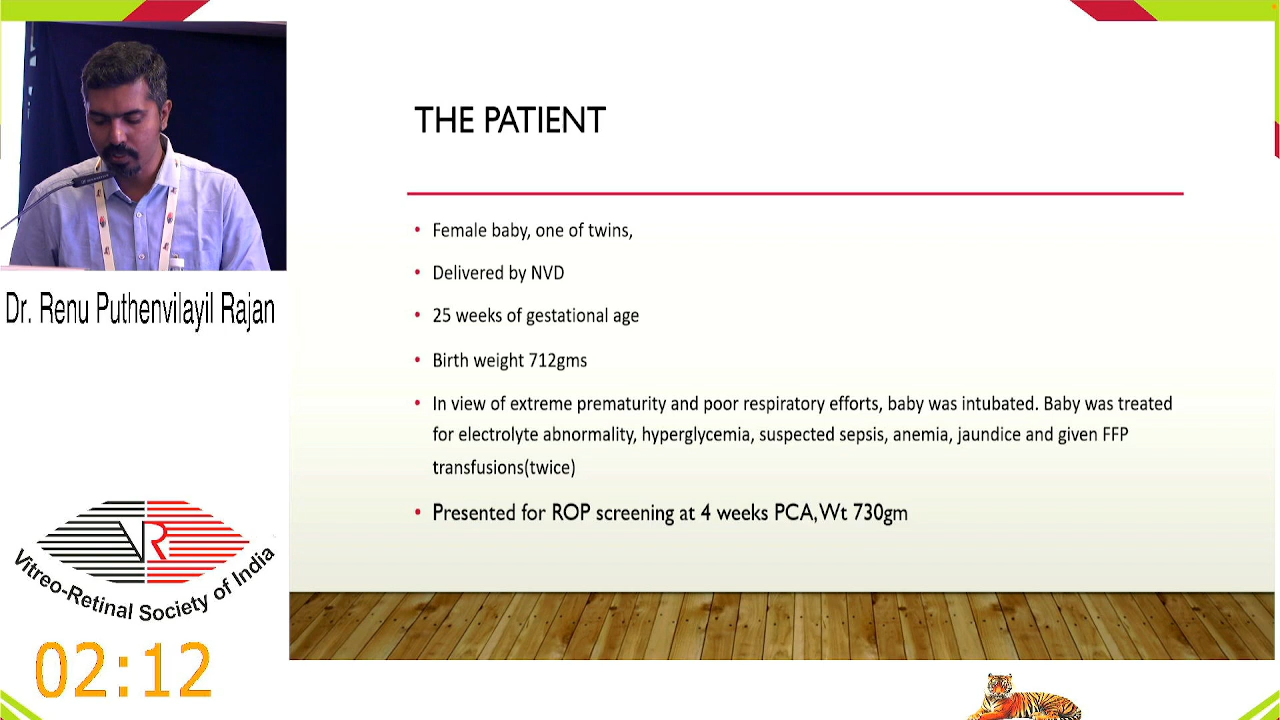 THE PATIENT
• Female baby, one of twins,
• Delivered by NVD
• 25 weeks of gestational age
• Birth weight 712gms
• In view of extreme prematurity and poor respiratory efforts, baby was intubated. Baby was treated
for electrolyte abnormality, hyperglycemia, suspected sepsis, anemia, jaundice and given FFP
transfusions(twice)
• Presented for ROP screening at 4 weeks PCA, Wt 730gm
Dr. Renu Puthenvilayil Rajan
VR
Vitreo-Retinal Society of India
02:12